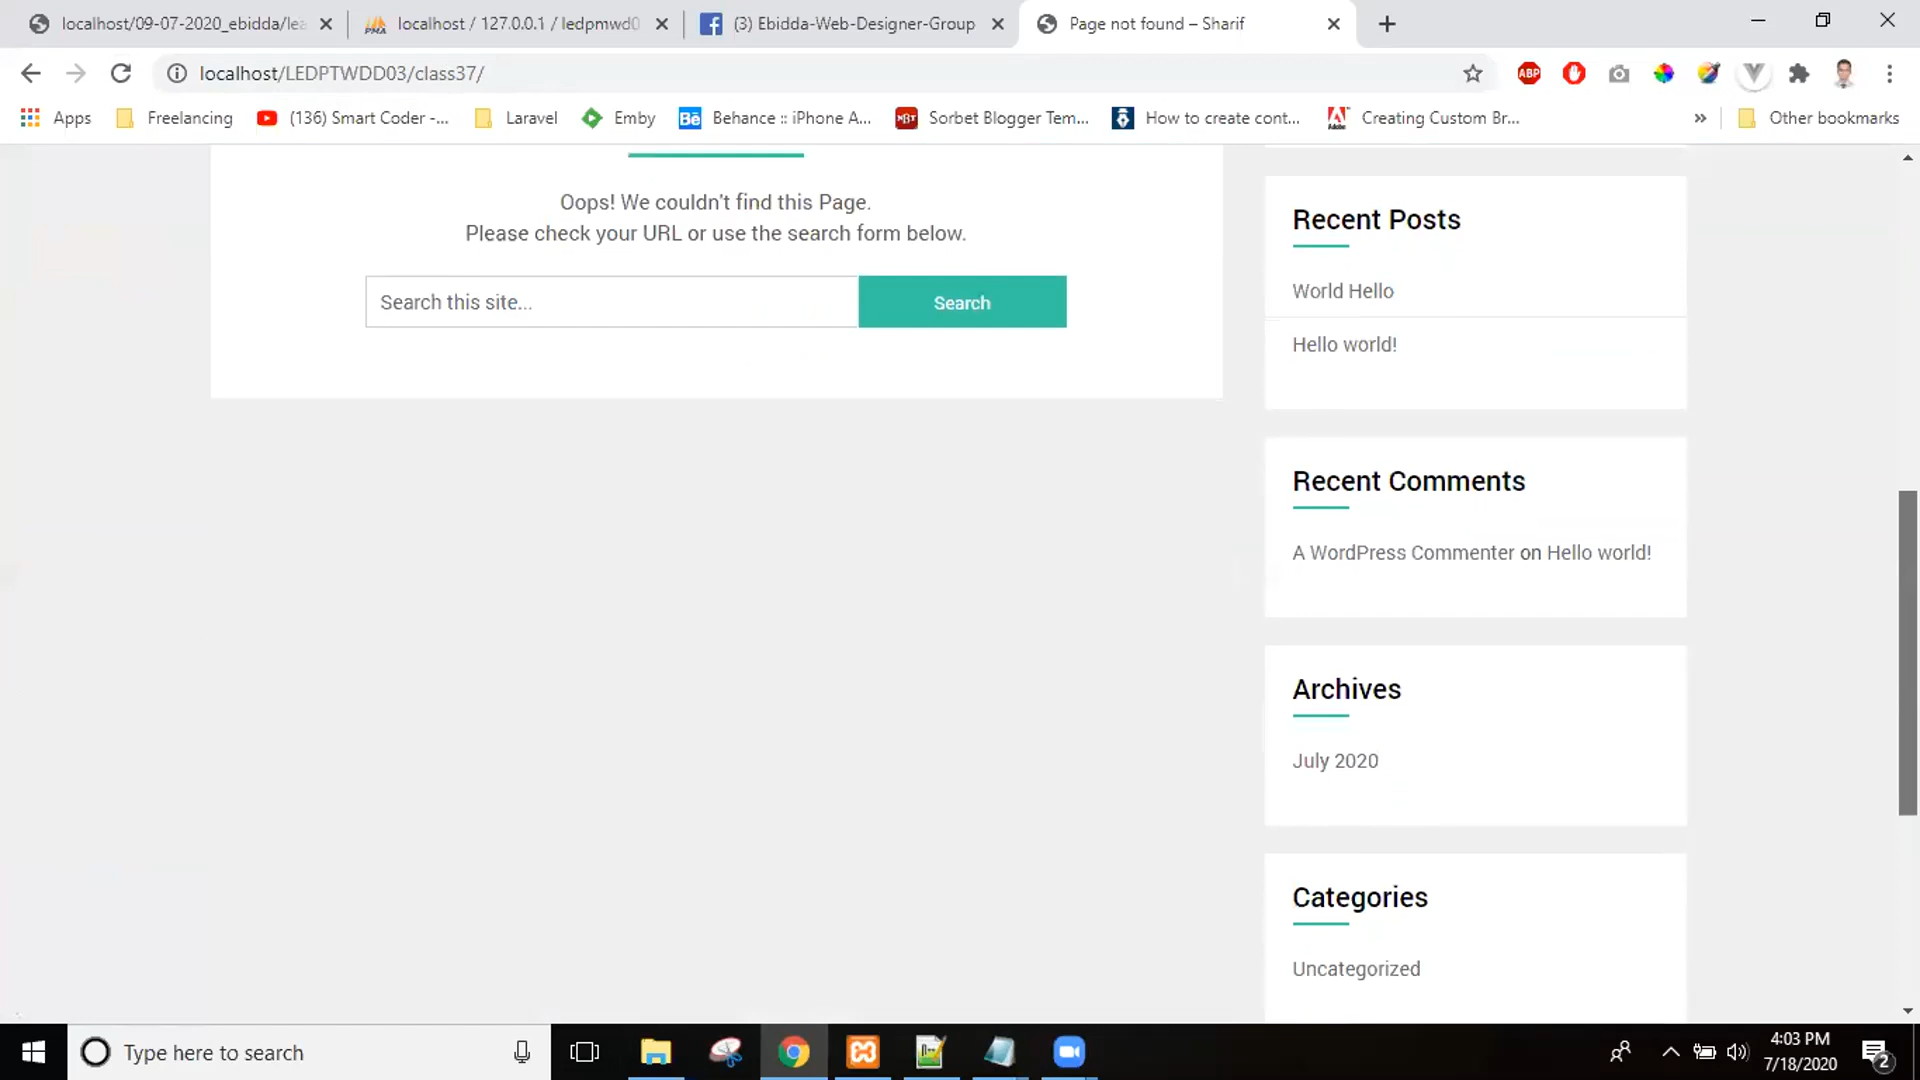 localhost/09-07-2020_ebidda/lea
localhost / 127.0.0.1 / ledpmwd0
(3) Ebidda-Web-Designer-Group
Page not found – Sharif
localhost/LEDPTWDD03/class37/
ABP
Apps
Freelancing
(136) Smart Coder -...
Laravel
Emby
Behance :: iPhone A...
Sorbet Blogger Tem...
How to create cont...
Creating Custom Br...
»
Other bookmarks
Oops! We couldn't find this Page.
Please check your URL or use the search form below.
Search this site...
Search
Recent Posts
World Hello
Hello world!
Recent Comments
A WordPress Commenter on Hello world!
Archives
July 2020
Categories
Uncategorized
Type here to search
4:03 PM
7/18/2020
2